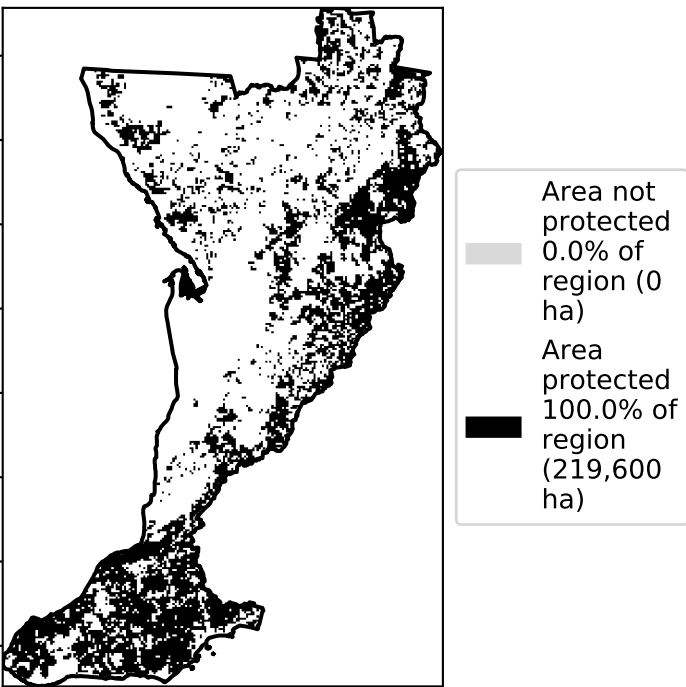 Area not
protected
0.0% of
region (0
ha)
Area
protected
100.0% of
region
(219,600
ha)